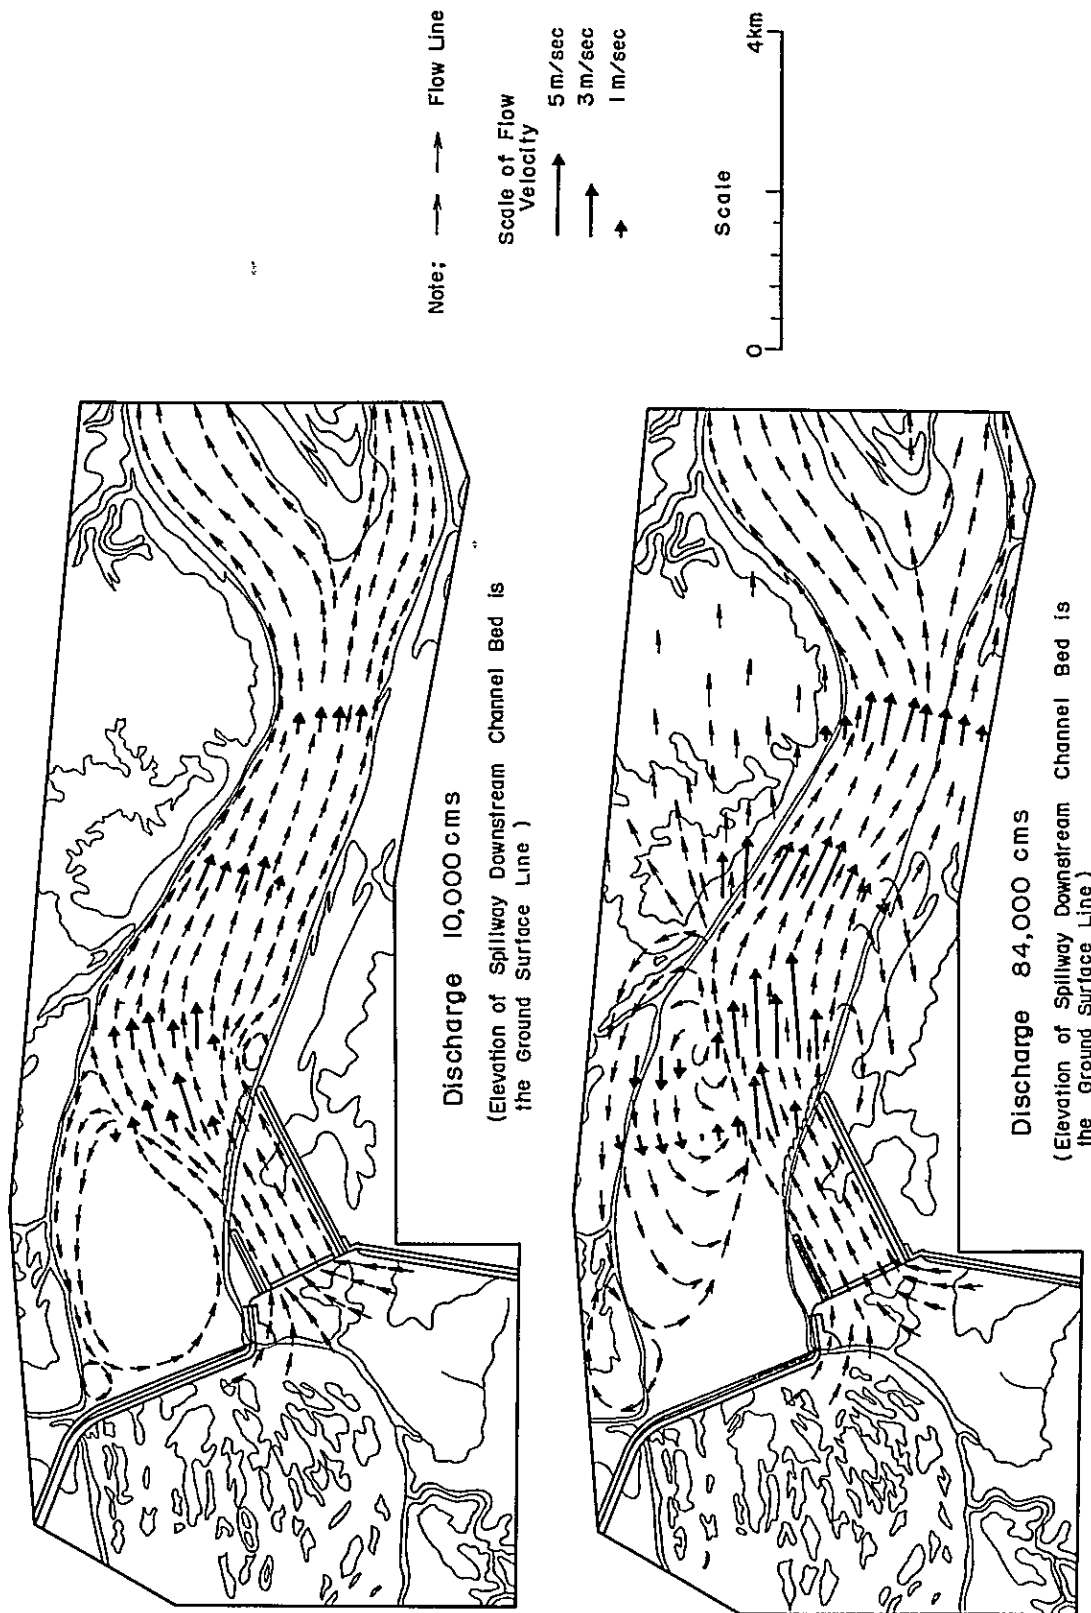 Discharge 10,000 cms
(Elevation of Spillway Downstream Channel Bed is
the Ground Surface Line )
Discharge 84,000 cms
(Elevation of Spillway Downstream Channel Bed is
the Ground Surface Line )
Note; Flow Line
Scale of Flow
Velocity
5 m/sec
3 m/sec
1 m/sec
Scale
0 4km